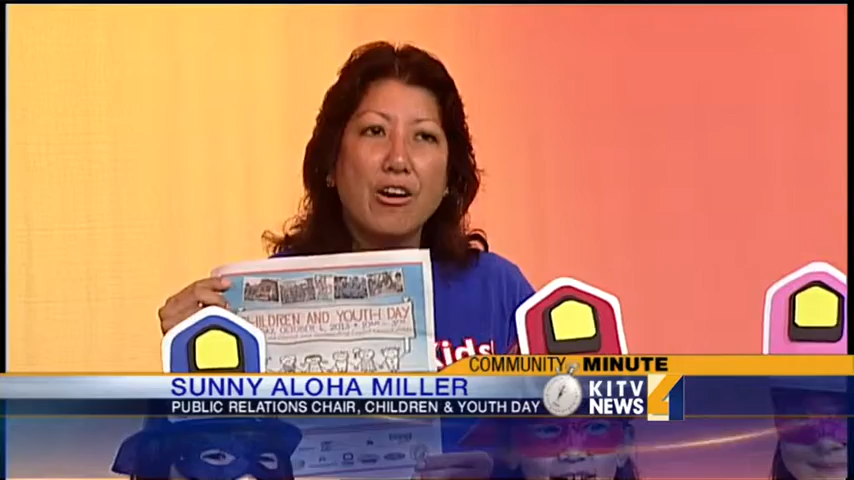 CHILDREN AND YOUTH DAY
Kids
COMMUNITY MINUTE
SUNNY ALOHA MILLER
PUBLIC RELATIONS CHAIR, CHILDREN & YOUTH DAY
KITV
NEWS 4